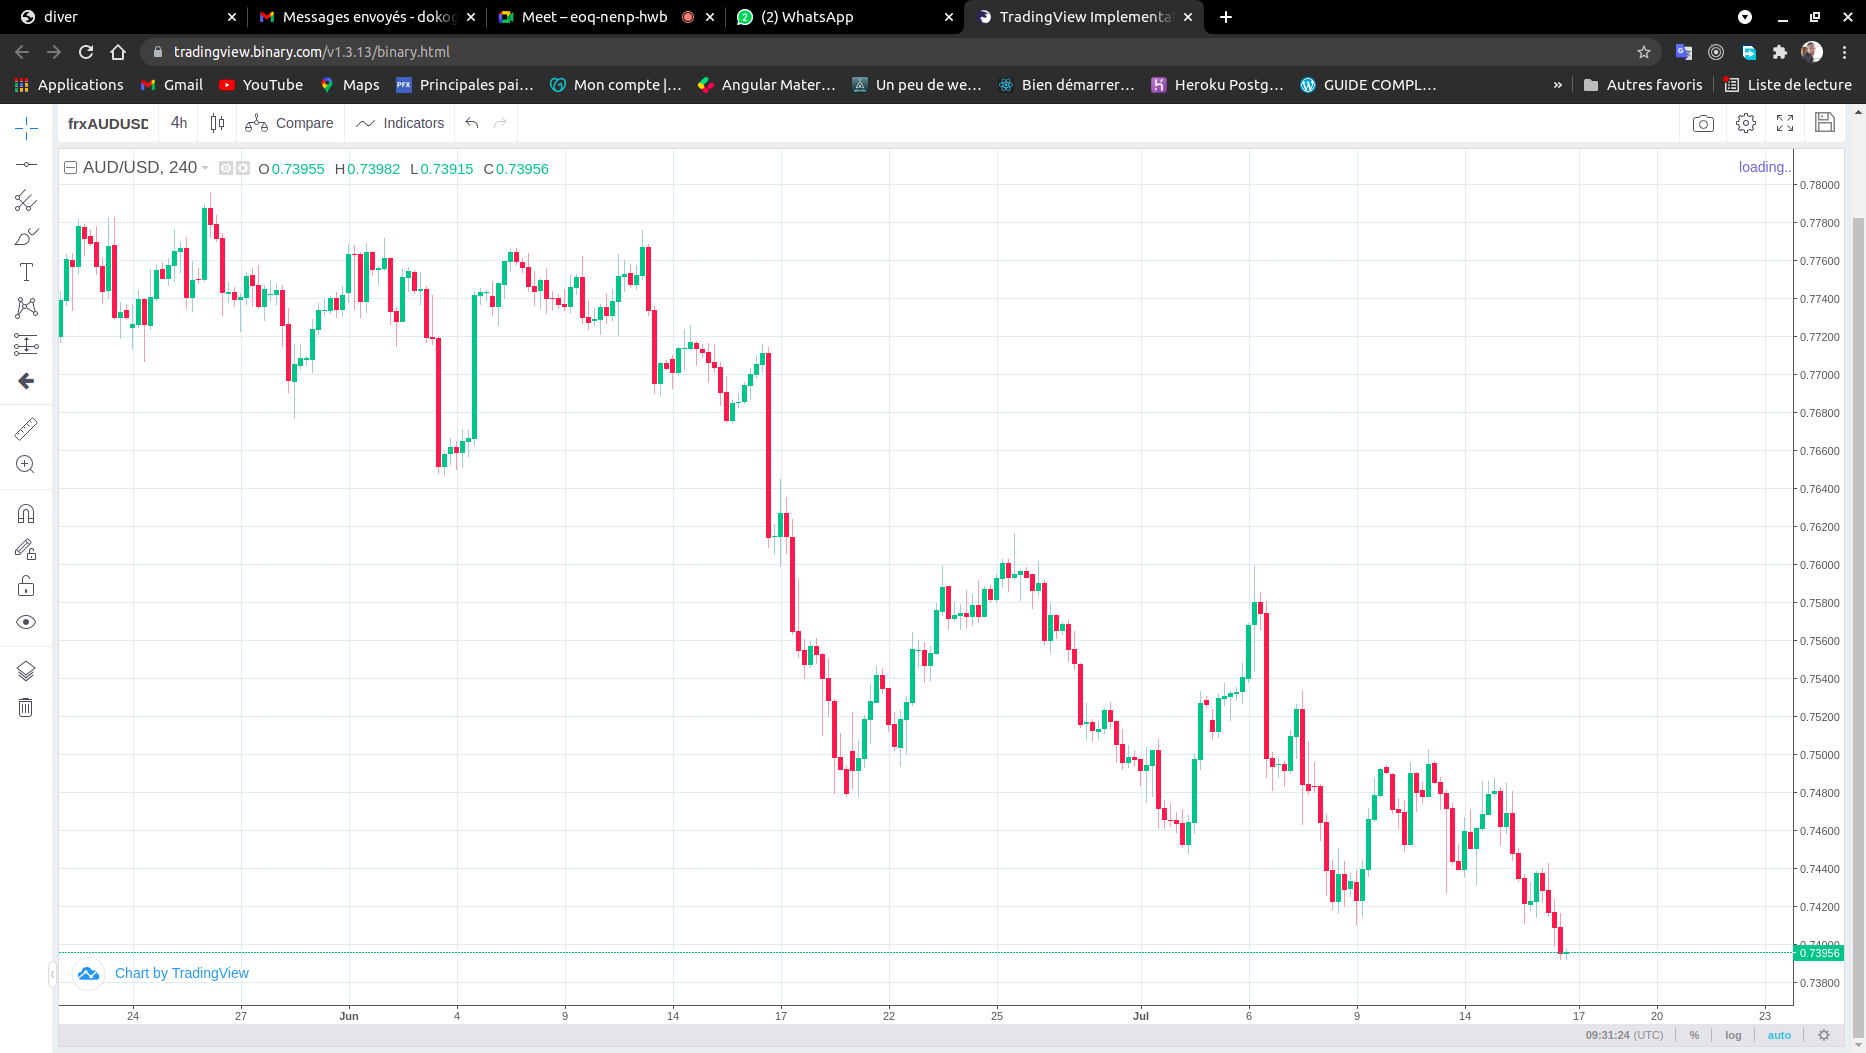 diver
Messages envoyés - dokog
Meet – eoq-nenp-hwb
(2) WhatsApp
TradingView Implementa
tradingview.binary.com/v1.3.13/binary.html
Applications
Gmail
YouTube
Maps
PFX
Principales pai…
Mon compte |…
Angular Mater…
Un peu de we…
Bien démarrer…
Heroku Postg…
GUIDE COMPL…
»
Autres favoris
Liste de lecture
frxAUDUSD
4h
Compare
Indicators
AUD/USD, 240
O 0.73955 H 0.73982 L 0.73915 C 0.73956
loading..
0.78000
0.77800
0.77600
0.77400
0.77200
0.77000
0.76800
0.76600
0.76400
0.76200
0.76000
0.75800
0.75600
0.75400
0.75200
0.75000
0.74800
0.74600
0.74400
0.74200
0.74000
0.73956
0.73800
Chart by TradingView
24 27 Jun 4 9 14 17 22 25 Jul 6 9 14 17 20 23
09:31:24 (UTC) % log auto